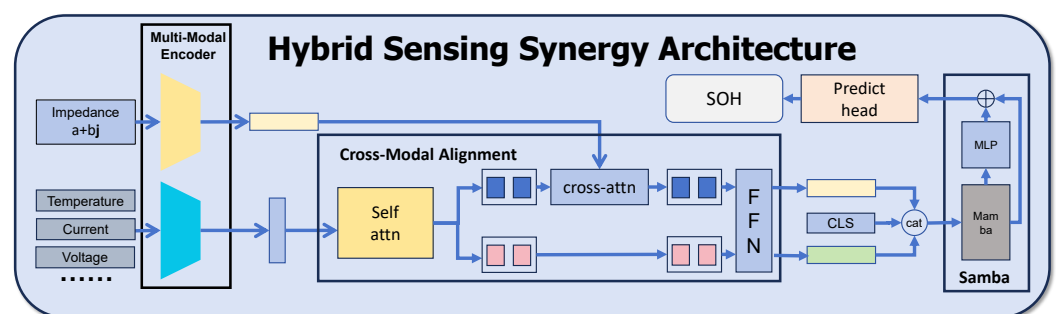 Hybrid Sensing Synergy Architecture
Multi-Modal
Encoder
Impedance
a+bj
Temperature
Current
Voltage
......
Cross-Modal Alignment
Self
attn
cross-attn
F
F
N
CLS
cat
SOH
Predict
head
MLP
Mam
ba
Samba